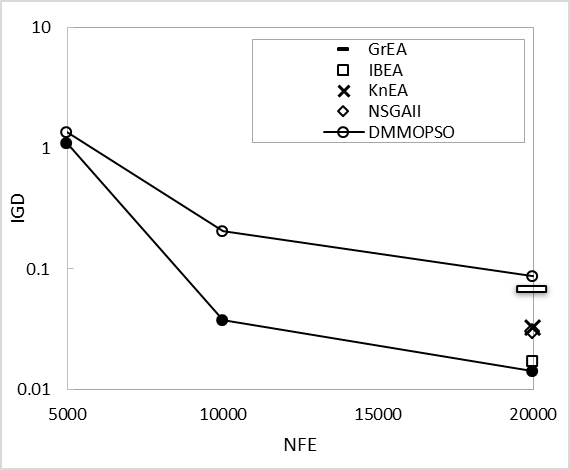 10
1
0.1
0.01
IGD
GrEA
IBEA
KnEA
NSGAII
DMMOPSO
5000 10000 15000 20000
NFE